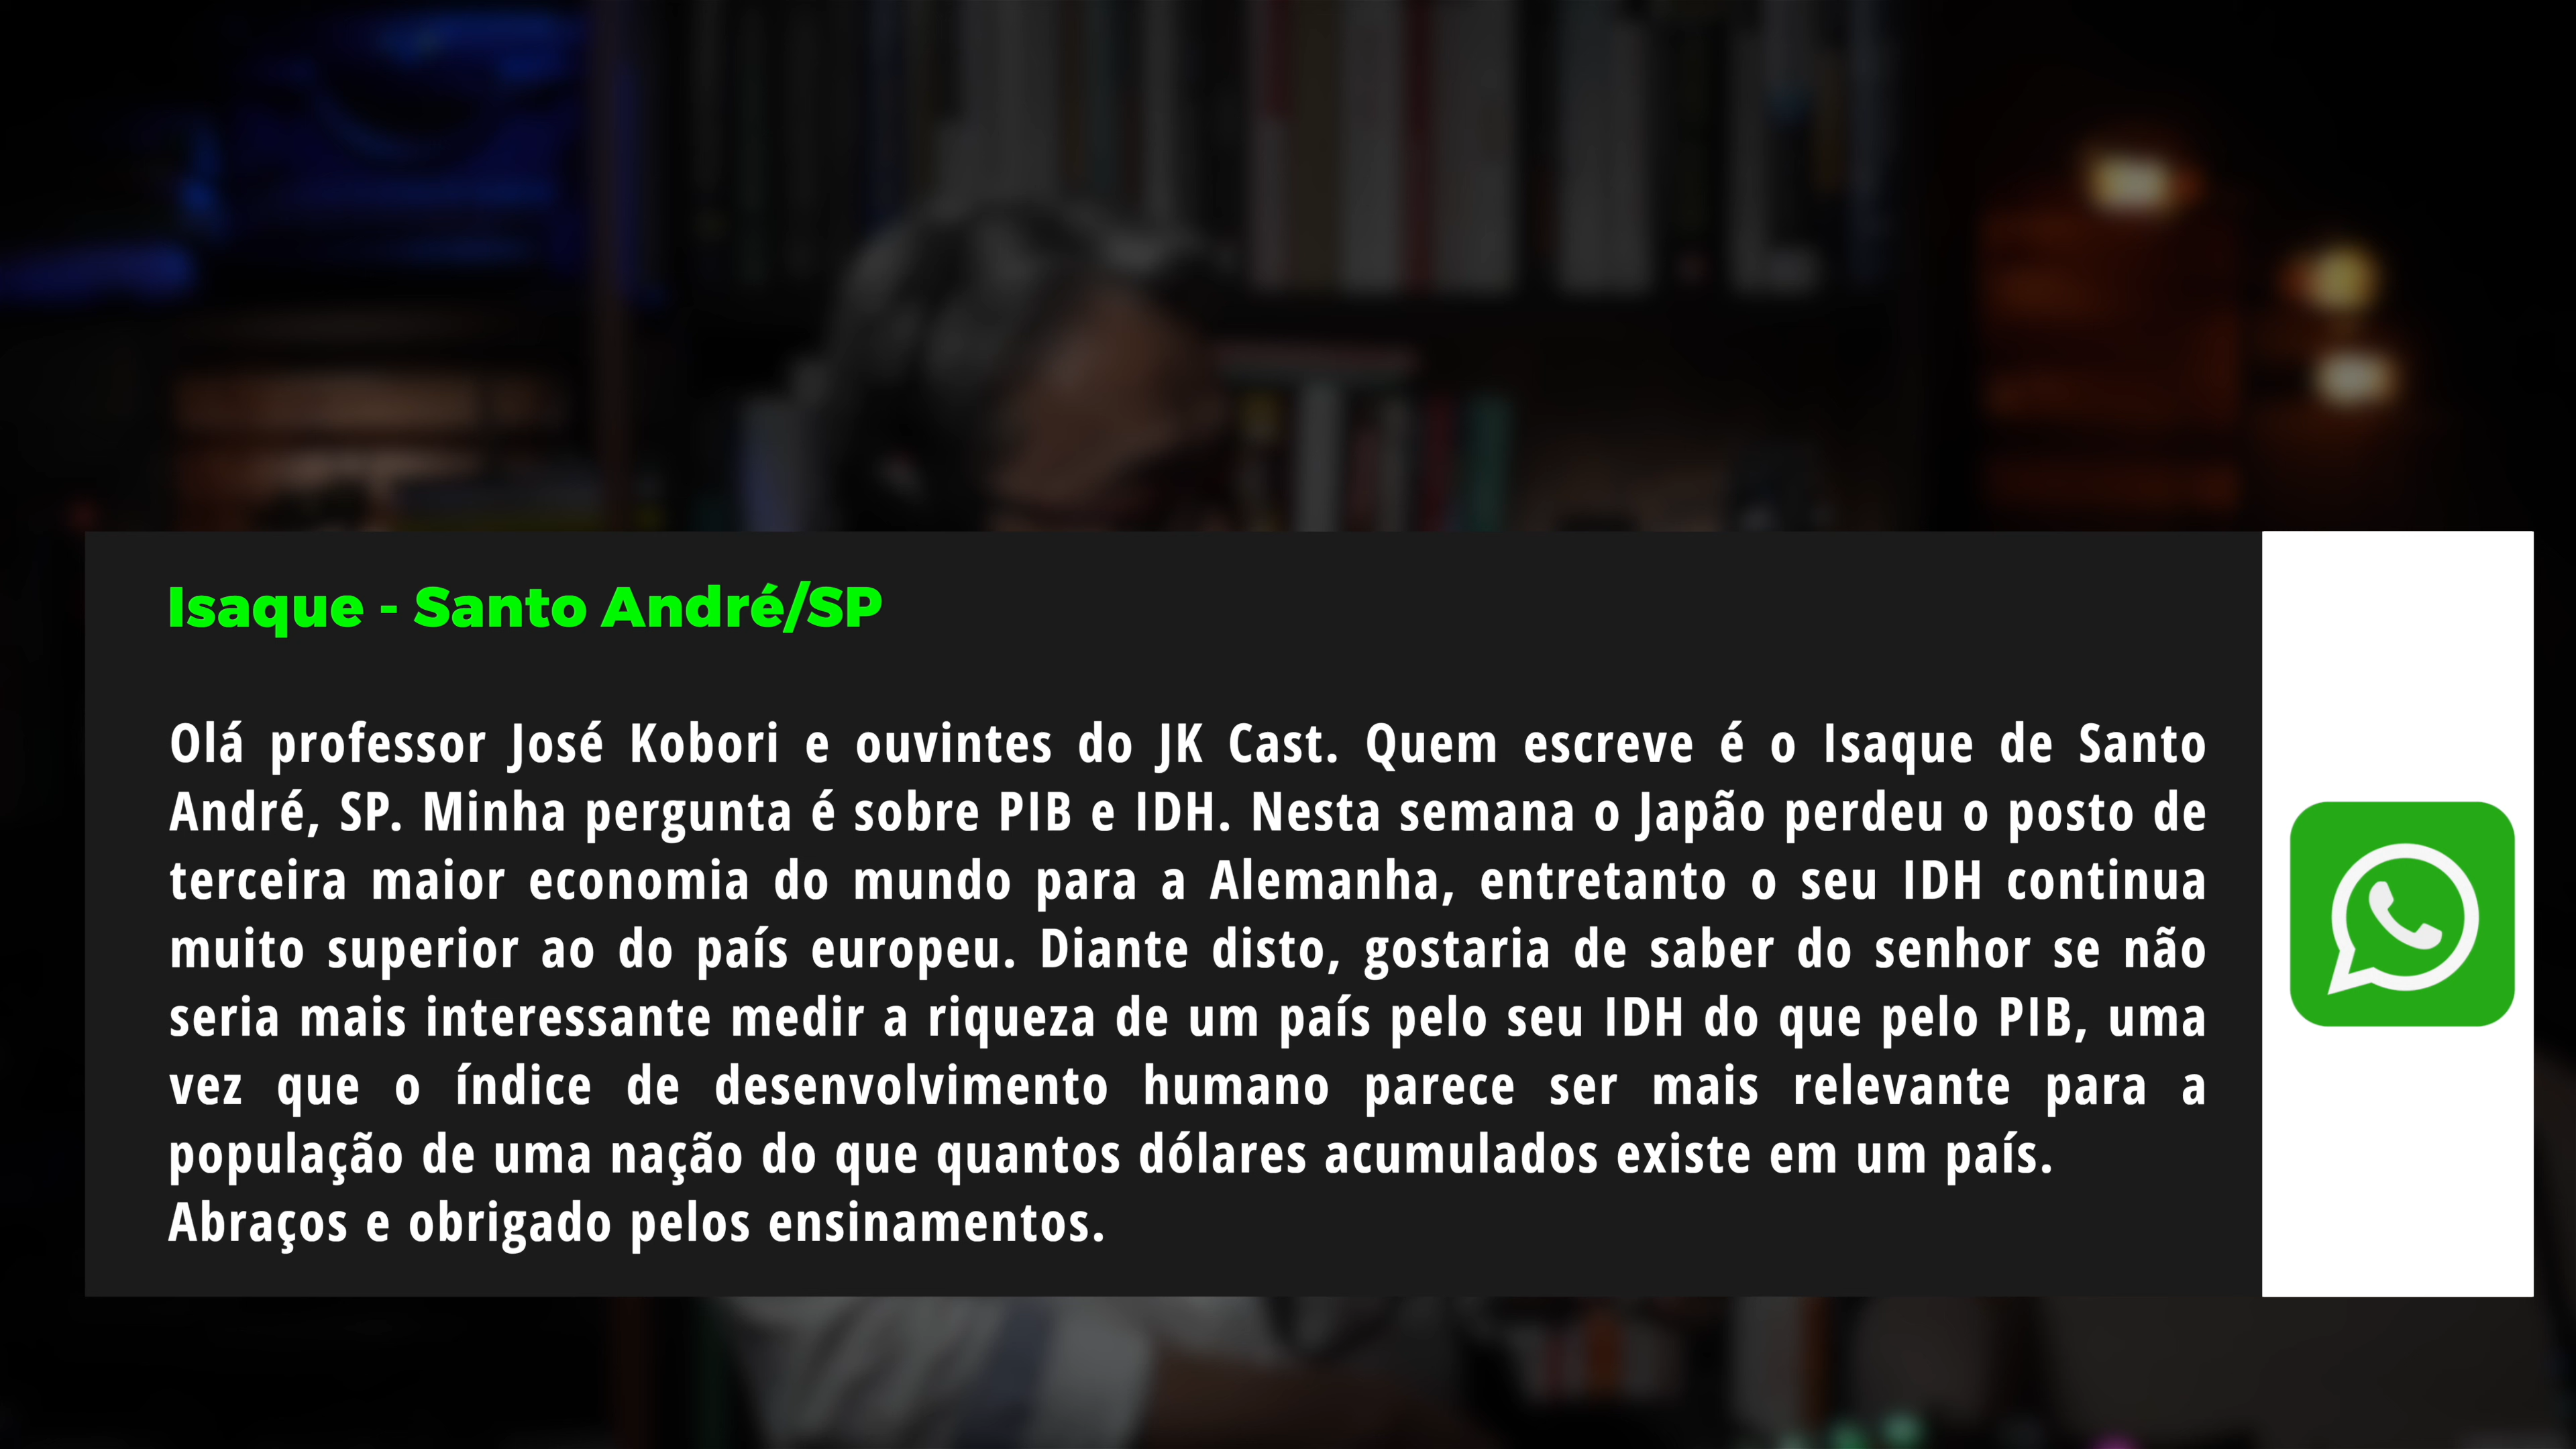 Isaque - Santo André/SP
Olá professor José Kobori e ouvintes do JK Cast. Quem escreve é o Isaque de Santo
André, SP. Minha pergunta é sobre PIB e IDH. Nesta semana o Japão perdeu o posto de
terceira maior economia do mundo para a Alemanha, entretanto o seu IDH continua
muito superior ao do país europeu. Diante disto, gostaria de saber do senhor se não
seria mais interessante medir a riqueza de um país pelo seu IDH do que pelo PIB, uma
vez que o índice de desenvolvimento humano parece ser mais relevante para a
população de uma nação do que quantos dólares acumulados existe em um país.
Abraços e obrigado pelos ensinamentos.